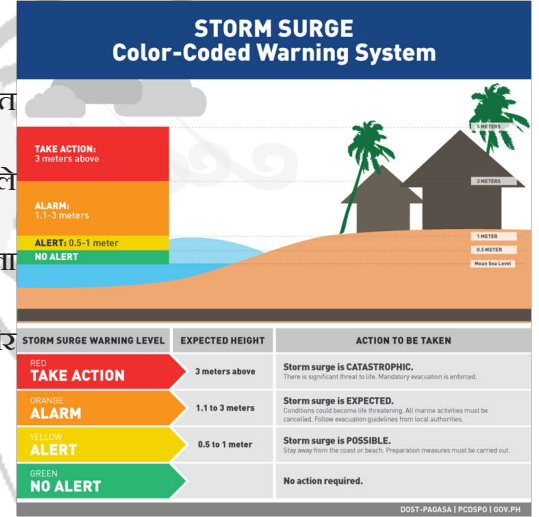 STORM SURGE
Color-Coded Warning System
TAKE ACTION:
3 meters above
ALARM:
1.1-3 meters
ALERT: 0.5-1 meter
NO ALERT
5 METERS
3 METERS
1 METER
0.5 METER
Mean Sea Level
STORM SURGE WARNING LEVEL EXPECTED HEIGHT ACTION TO BE TAKEN
RED
TAKE ACTION
3 meters above
Storm surge is CATASTROPHIC.
There is significant threat to life. Mandatory evacuation is enforced.
ORANGE
ALARM
1.1 to 3 meters
Storm surge is EXPECTED.
Conditions could become life threatening. All marine activities must be
cancelled. Follow evacuation guidelines from local authorities.
YELLOW
ALERT
0.5 to 1 meter
Storm surge is POSSIBLE.
Stay away from the coast or beach. Preparation measures must be carried out.
GREEN
NO ALERT
No action required.
DOST-PAGASA | PCDSPO | GOV.PH